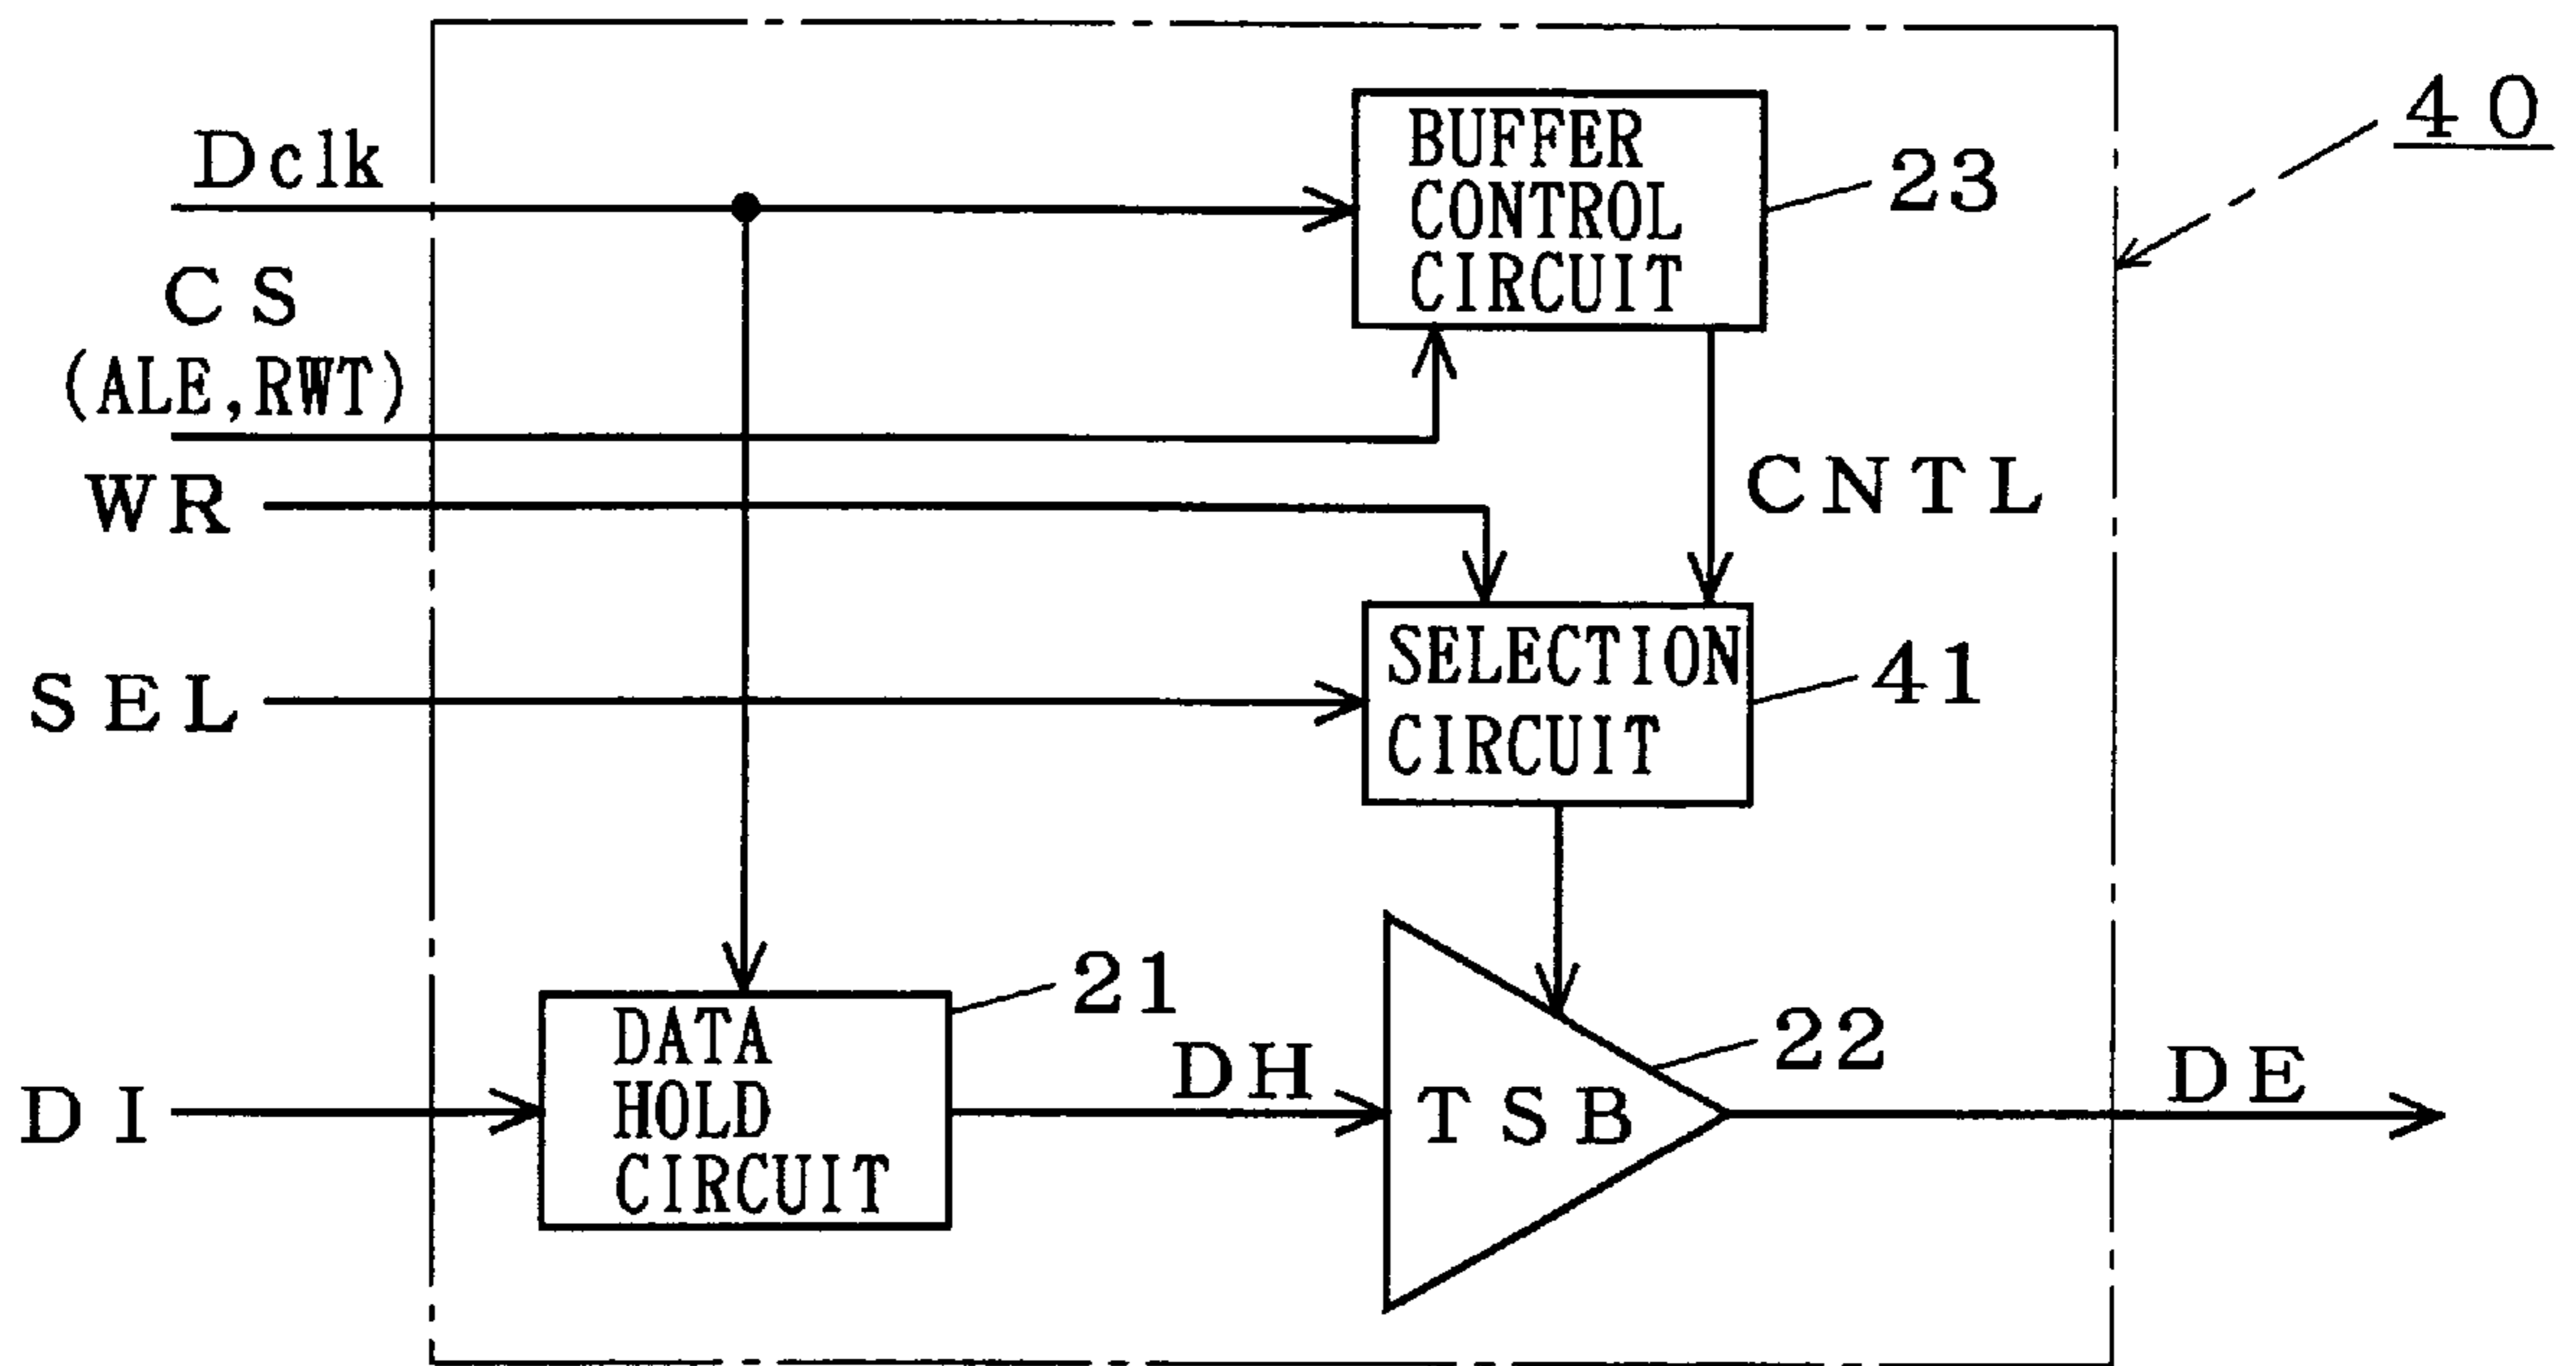 Dclk
BUFFER
CONTROL
CIRCUIT
23
40
CS
(ALE,RWT)
WR
CNTL
SEL
SELECTION
CIRCUIT
41
DI
DATA
HOLD
CIRCUIT
21
DH
TSB
22
DE